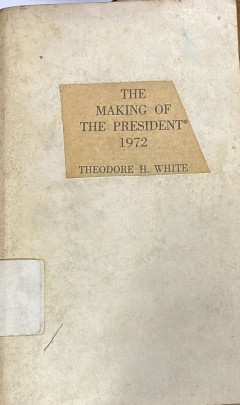 THE
MAKING OF
THE PRESIDENT®
1972
THEODORE H. WHITE